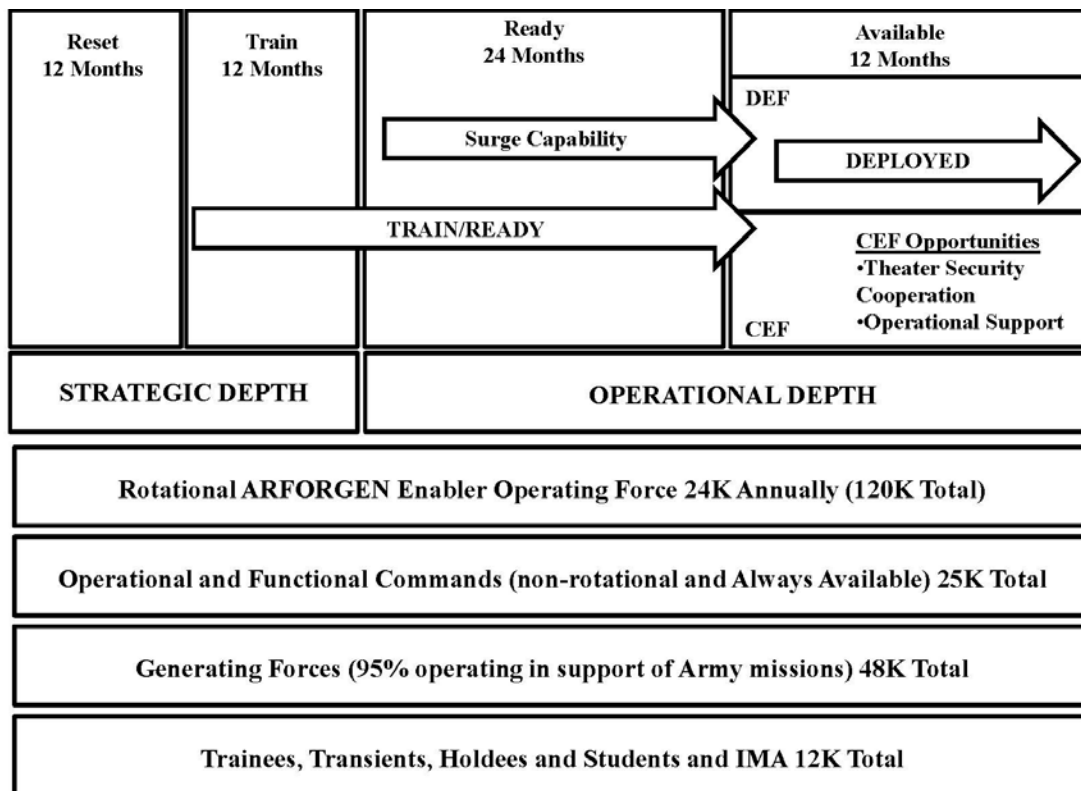 Reset
12 Months
Train
12 Months
Ready
24 Months
Available
12 Months
DEF
Surge Capability
DEPLOYED
TRAIN/READY
CEF Opportunities
•Theater Security
Cooperation
•Operational Support
CEF
STRATEGIC DEPTH
OPERATIONAL DEPTH
Rotational ARFORGEN Enabler Operating Force 24K Annually (120K Total)
Operational and Functional Commands (non-rotational and Always Available) 25K Total
Generating Forces (95% operating in support of Army missions) 48K Total
Trainees, Transients, Holdees and Students and IMA 12K Total